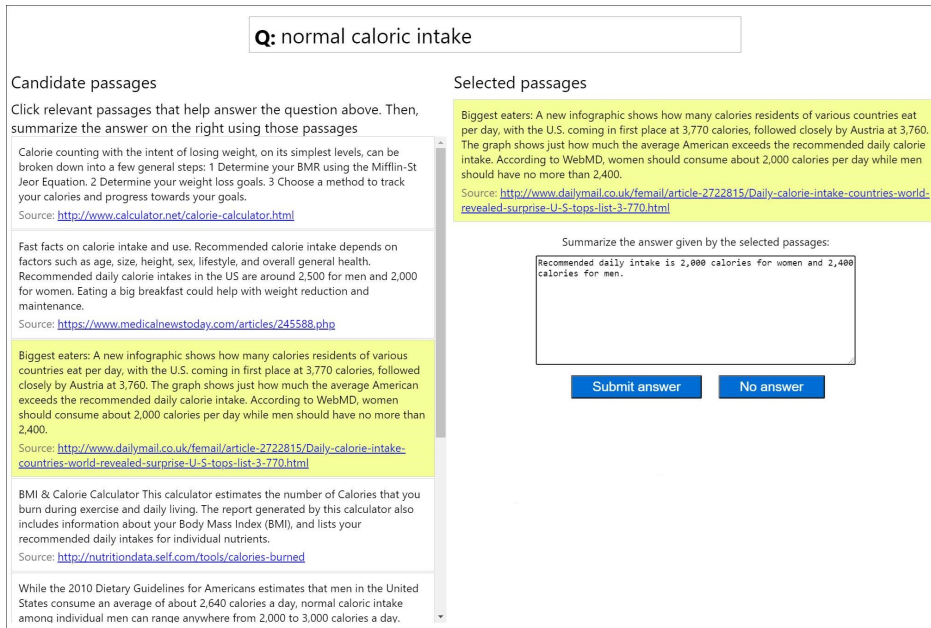 Q: normal caloric intake
Candidate passages
Click relevant passages that help answer the question above. Then,
summarize the answer on the right using those passages
Calorie counting with the intent of losing weight, on its simplest levels, can be
broken down into a few general steps: 1 Determine your BMR using the Mifflin-St
Jeor Equation. 2 Determine your weight loss goals. 3 Choose a method to track
your calories and progress towards your goals.
Source: http://www.calculator.net/calorie-calculator.html
Fast facts on calorie intake and use. Recommended calorie intake depends on
factors such as age, size, height, sex, lifestyle, and overall general health.
Recommended daily calorie intakes in the US are around 2,500 for men and 2,000
for women. Eating a big breakfast could help with weight reduction and
maintenance.
Source: https://www.medicalnewstoday.com/articles/245588.php
Biggest eaters: A new infographic shows how many calories residents of various
countries eat per day, with the U.S. coming in first place at 3,770 calories, followed
closely by Austria at 3,760. The graph shows just how much the average American
exceeds the recommended daily calorie intake. According to WebMD, women
should consume about 2,000 calories per day while men should have no more than
2,400.
Source: http://www.dailymail.co.uk/femail/article-2722815/Daily-calorie-intake-
countries-world-revealed-surprise-U-S-tops-list-3-770.html
BMI & Calorie Calculator This calculator estimates the number of Calories that you
burn during exercise and daily living. The report generated by this calculator also
includes information about your Body Mass Index (BMI), and lists your
recommended daily intakes for individual nutrients.
Source: http://nutritiondata.self.com/tools/calories-burned
While the 2010 Dietary Guidelines for Americans estimates that men in the United
States consume an average of about 2,640 calories a day, normal caloric intake
among individual men can range anywhere from 2,000 to 3,000 calories a day.
Selected passages
Biggest eaters: A new infographic shows how many calories residents of various countries eat
per day, with the U.S. coming in first place at 3,770 calories, followed closely by Austria at 3,760.
The graph shows just how much the average American exceeds the recommended daily calorie
intake. According to WebMD, women should consume about 2,000 calories per day while men
should have no more than 2,400.
Source: http://www.dailymail.co.uk/femail/article-2722815/Daily-calorie-intake-countries-world-
revealed-surprise-U-S-tops-list-3-770.html
Summarize the answer given by the selected passages:
Recommended daily intake is 2,000 calories for women and 2,400
calories for men.
Submit answer
No answer